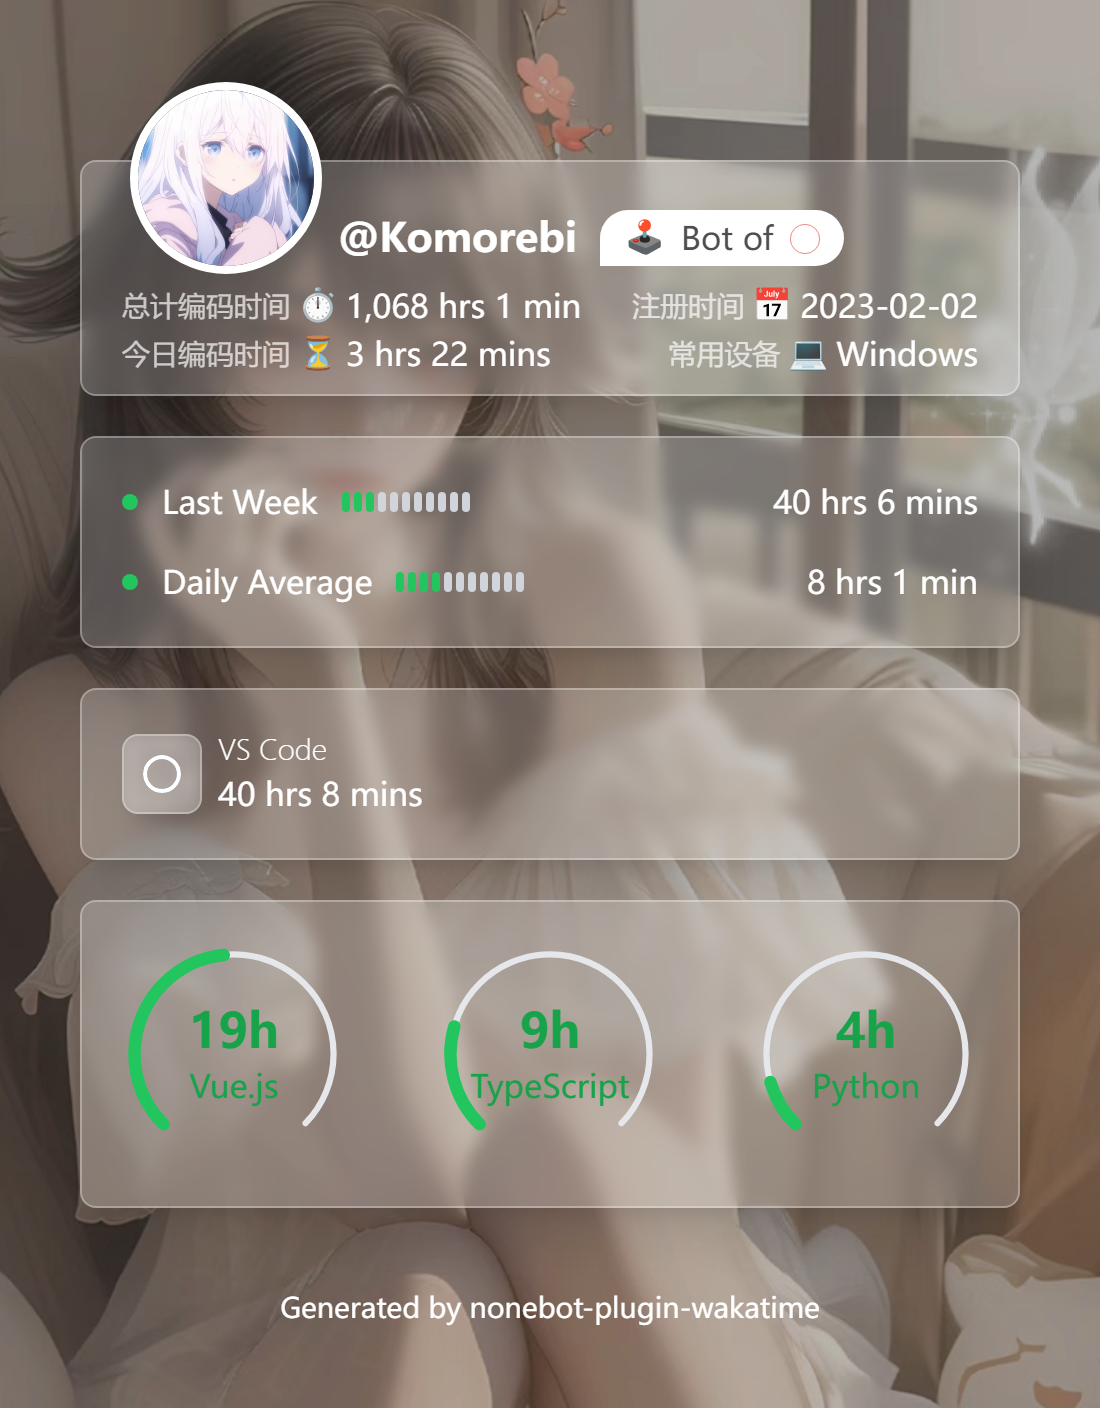 @Komorebi Bot of
总计编码时间 1,068 hrs 1 min 注册时间 2023-02-02
今日编码时间 3 hrs 22 mins 常用设备 Windows
Last Week 40 hrs 6 mins
Daily Average 8 hrs 1 min
VS Code
40 hrs 8 mins
19h 9h 4h
Vue.js TypeScript Python
Generated by nonebot-plugin-wakatime